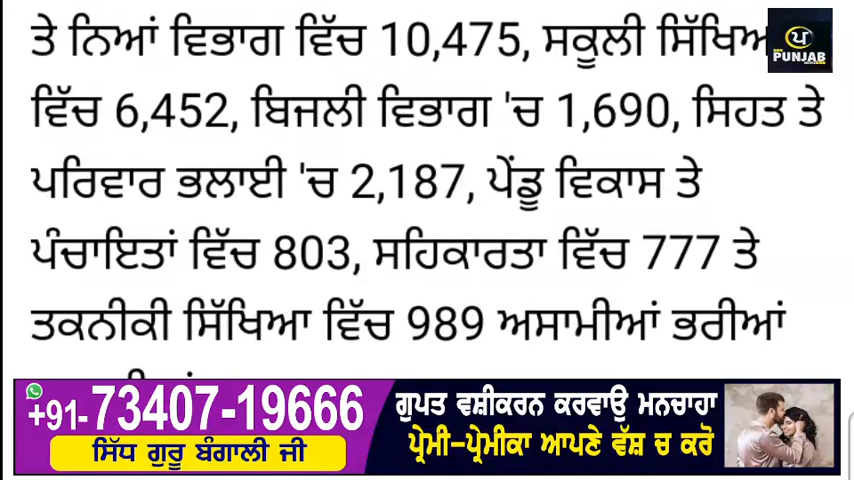 ਤੇ ਨਿਆਂ ਵਿਭਾਗ ਵਿੱਚ 10,475, ਸਕੂਲੀ
ਵਿੱਚ 6,452, ਬਿਜਲੀ ਵਿਭਾਗ 'ਚ 1,690, ਸਿਹਤ ਤੇ
ਪਰਿਵਾਰ ਭਲਾਈ 'ਚ 2,187, ਪੇਂਡੂ ਵਿਕਾਸ ਤੇ
ਪੰਚਾਇਤਾਂ ਵਿੱਚ 803, ਸਹਿਕਾਰਤਾ ਵਿੱਚ 777 ਤੇ
ਤਕਨੀਕੀ ਸਿੱਖਿਆ ਵਿੱਚ 989 ਅਸਾਮੀਆਂ ਭਰੀਆਂ
ਪ
PUNJAB
+91-73407-19666
ਸਿੱਧ ਗੁਰੂ ਬੰਗਾਲੀ ਜੀ
ਗੁਪਤ ਵਸ਼ੀਕਰਨ ਕਰਵਾਉ ਮਨਚਾਹਾ
ਪ੍ਰੇਮੀ-ਪ੍ਰੇਮੀਕਾ ਆਪਣੇ ਵੱਸ਼ ਚ ਕਰੋ